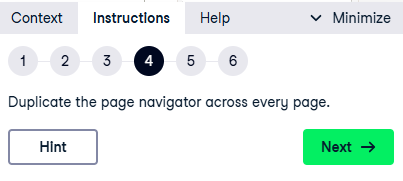 Context Instructions Help Minimize
1 2 3 4 5 6
Duplicate the page navigator across every page.
Hint Next